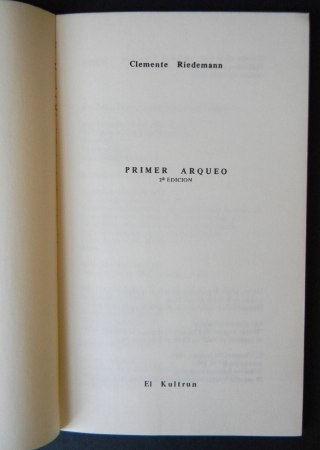 Clemente Riedemann
PRIMER ARQUEO
2ª EDICION
El Kultrun